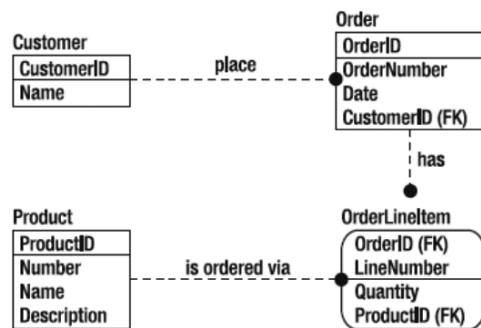 Customer
CustomerID
Name
place
Order
OrderID
OrderNumber
Date
CustomerID (FK)
has
Product
ProductID
Number
Name
Description
is ordered via
OrderLineItem
OrderID (FK)
LineNumber
Quantity
ProductID (FK)